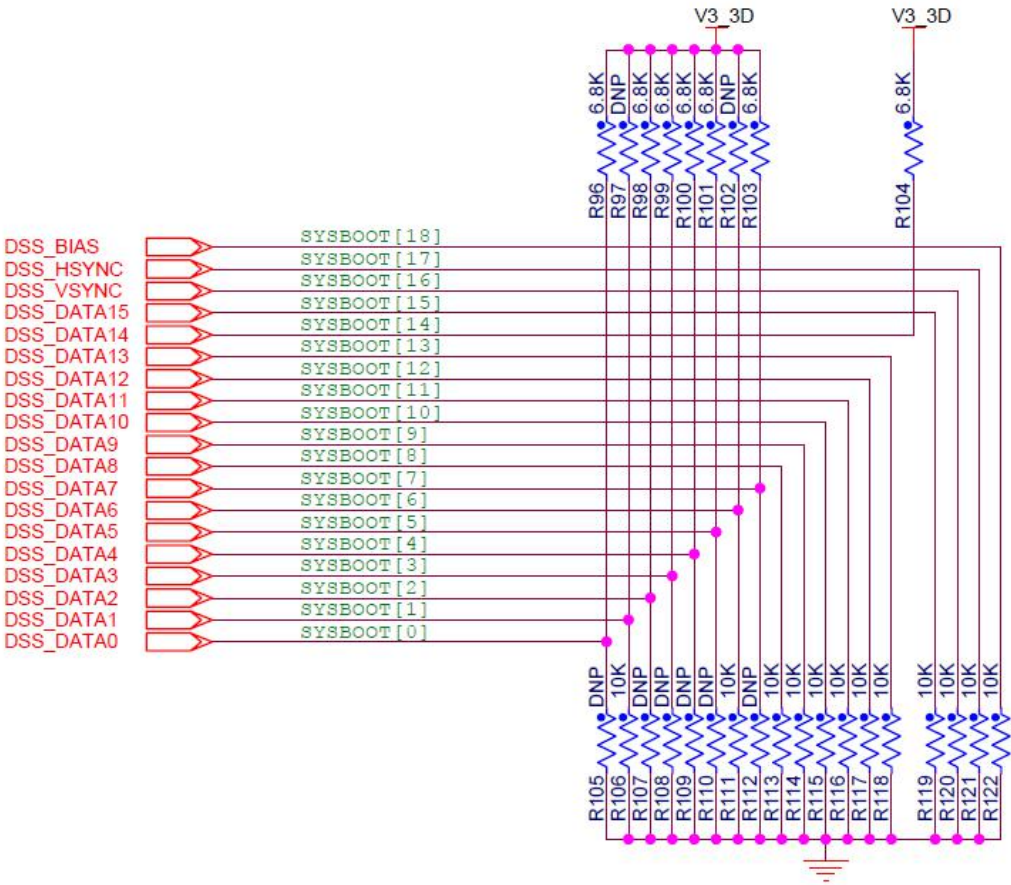 V3_3D
V3_3D
6.8K
DNP
6.8K
6.8K
6.8K
6.8K
DNP
6.8K
6.8K
R96
R97
R98
R99
R100
R101
R102
R103
R104
DSS_BIAS SYSBOOT[18]
DSS_HSYNC SYSBOOT[17]
DSS_VSYNC SYSBOOT[16]
DSS_DATA15 SYSBOOT[15]
DSS_DATA14 SYSBOOT[14]
DSS_DATA13 SYSBOOT[13]
DSS_DATA12 SYSBOOT[12]
DSS_DATA11 SYSBOOT[11]
DSS_DATA10 SYSBOOT[10]
DSS_DATA9 SYSBOOT[9]
DSS_DATA8 SYSBOOT[8]
DSS_DATA7 SYSBOOT[7]
DSS_DATA6 SYSBOOT[6]
DSS_DATA5 SYSBOOT[5]
DSS_DATA4 SYSBOOT[4]
DSS_DATA3 SYSBOOT[3]
DSS_DATA2 SYSBOOT[2]
DSS_DATA1 SYSBOOT[1]
DSS_DATA0 SYSBOOT[0]
DNP
10K
DNP
DNP
DNP
DNP
10K
DNP
10K
10K
10K
10K
10K
10K
10K
10K
10K
10K
R105
R106
R107
R108
R109
R110
R111
R112
R113
R114
R115
R116
R117
R118
R119
R120
R121
R122